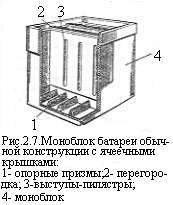 2 3
4
1
Рис.2.7.Моноблок батареи обыч-
ной конструкции с ячеечными
крышками:
1- опорные призмы;2- перегоро-
дка; 3-выступы-пилястры;
4- моноблок